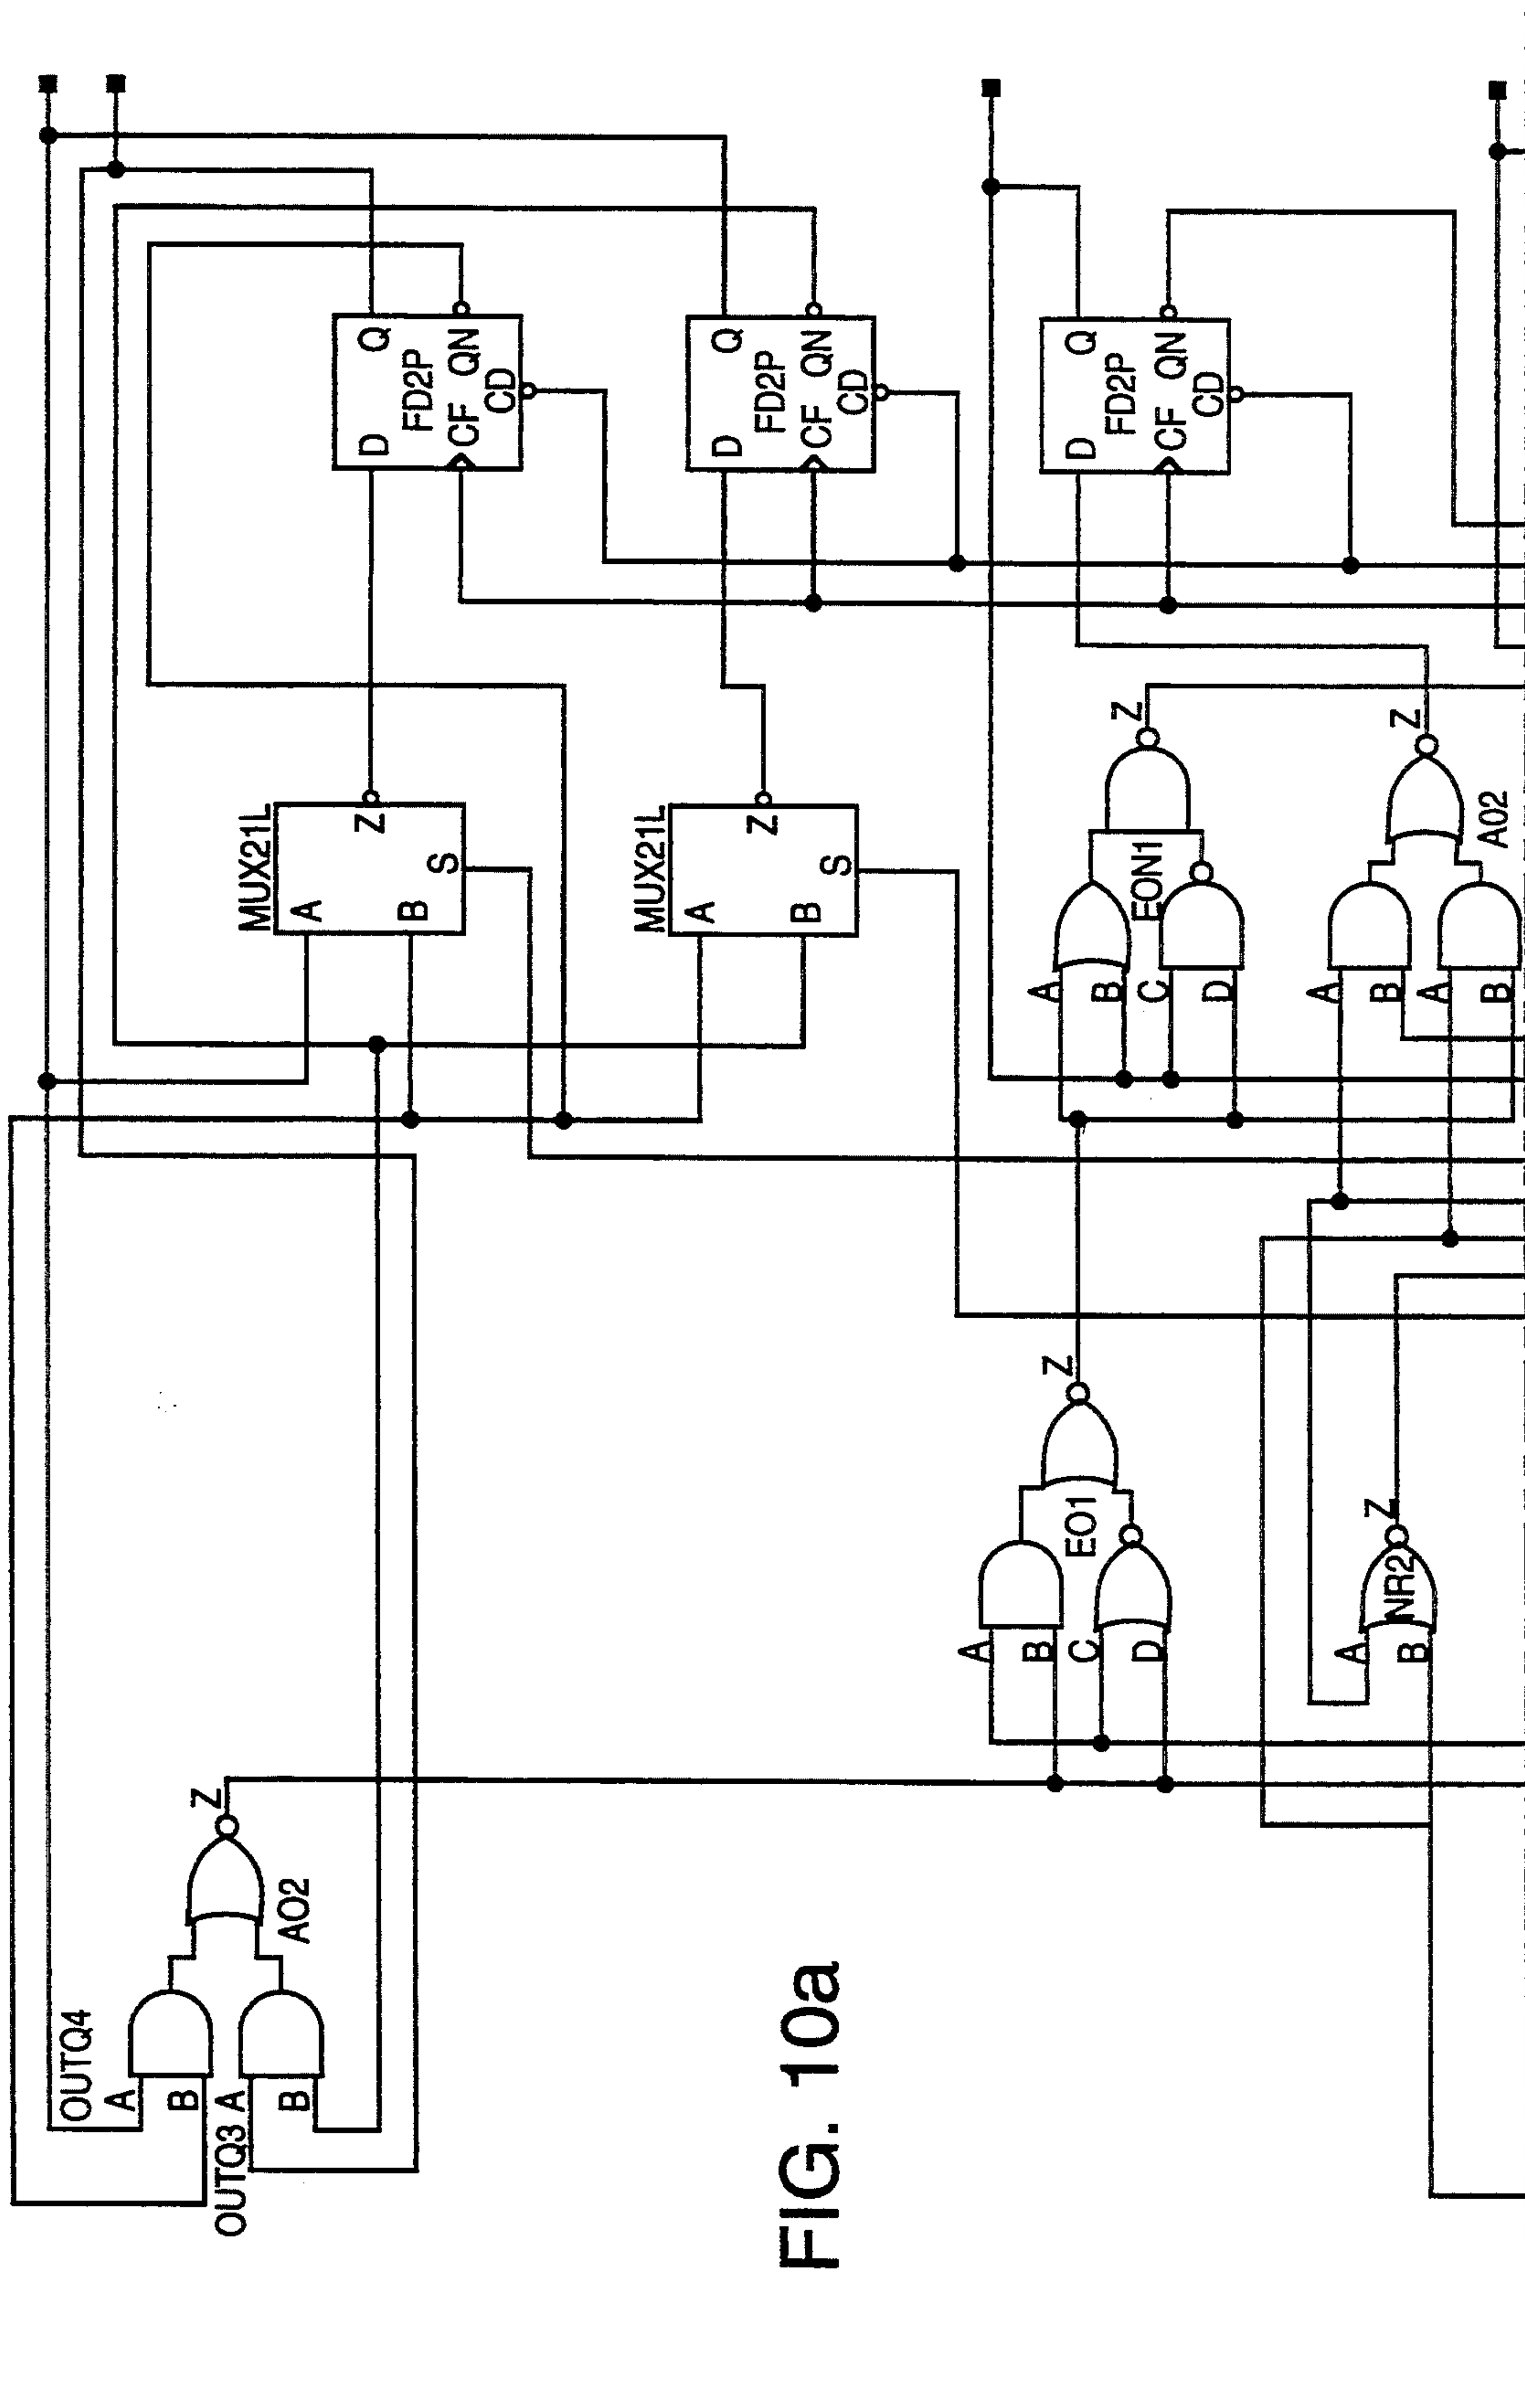 OUTQ4
A
B
OUTQ3 A
B
Z
AO2
MUX21L
A
B
Z
S
D
Q
FD2P
CF QN
CD
MUX21L
A
B
Z
S
D
Q
FD2P
CF QN
CD
A
B
C
D
EO1
Z
A
B
C
D
EON1
Z
D
Q
FD2P
CF QN
CD
A
B
NR2
Z
A
B
A
B
Z
A02
FIG. 10a